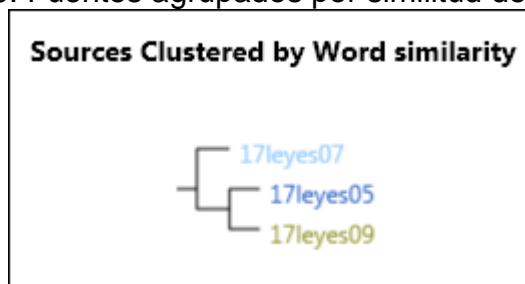 Fuentes agrupados por similitud de
Sources Clustered by Word similarity
17leyes07
17leyes05
17leyes09